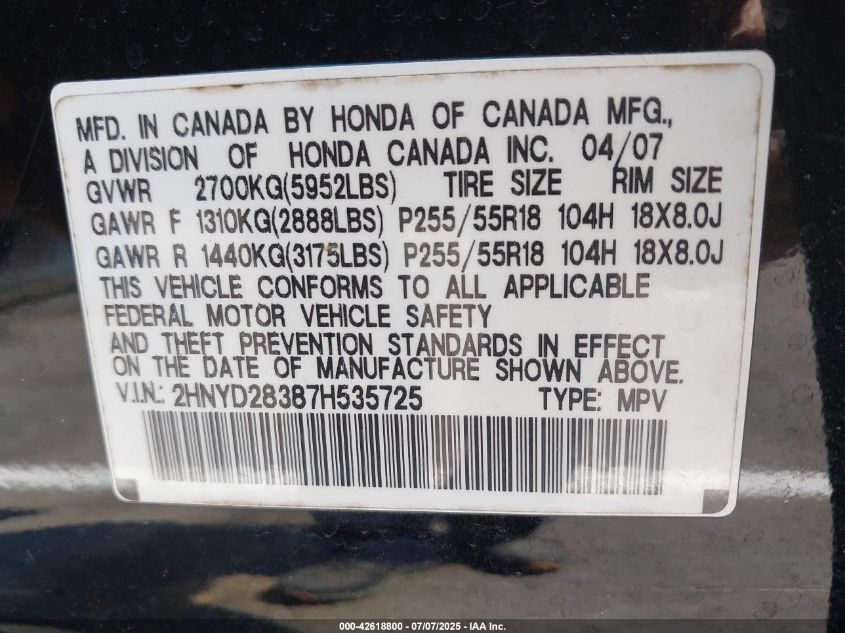 MFD. IN CANADA BY HONDA OF CANADA MFG.,
A DIVISION OF HONDA CANADA INC. 04/07
GVWR 2700KG(5952LBS) TIRE SIZE RIM SIZE
GAWR F 1310KG(2888LBS) P255/55R18 104H 18X8.0J
GAWR R 1440KG(3175LBS) P255/55R18 104H 18X8.0J
THIS VEHICLE CONFORMS TO ALL APPLICABLE
FEDERAL MOTOR VEHICLE SAFETY
AND THEFT PREVENTION STANDARDS IN EFFECT
ON THE DATE OF MANUFACTURE SHOWN ABOVE.
V.I.N.: 2HNYD28387H535725 TYPE: MPV
000-42618800 - 07/07/2025 - IAA Inc.